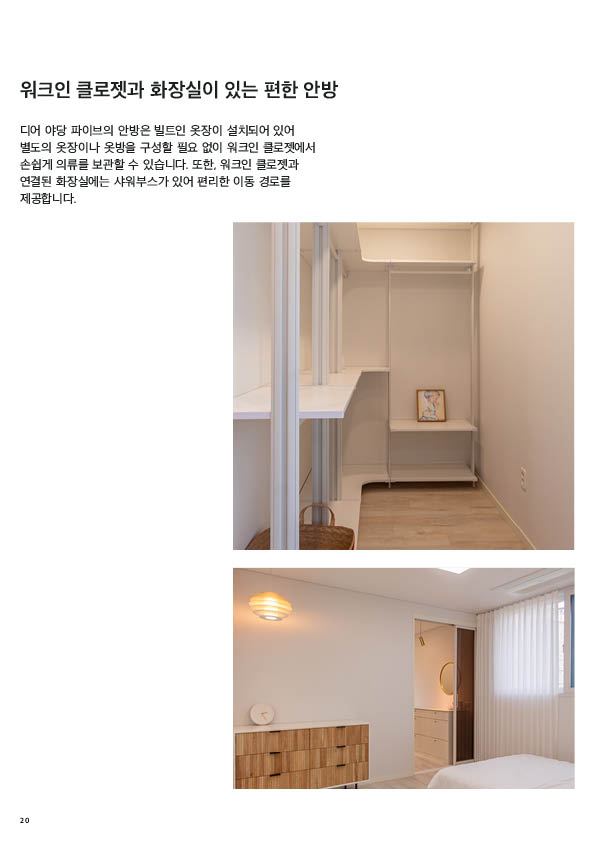 워크인 클로젯과 화장실이 있는 편한 안방
디어 야당 파이브의 안방은 빌트인 옷장이 설치되어 있어
별도의 옷장이나 옷방을 구성할 필요 없이 워크인 클로젯에서
손쉽게 의류를 보관할 수 있습니다. 또한, 워크인 클로젯과
연결된 화장실에는 샤워부스가 있어 편리한 이동 경로를
제공합니다.
20